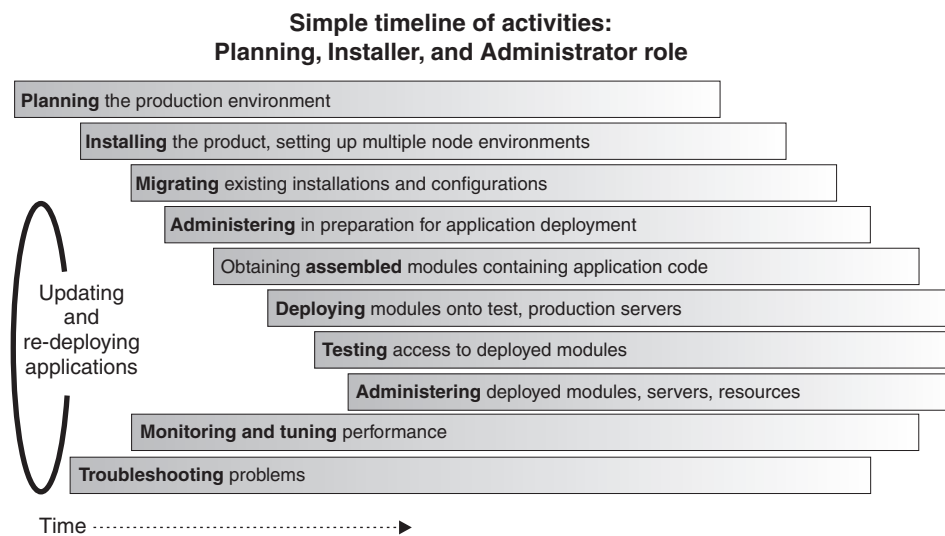 Simple timeline of activities:
Planning, Installer, and Administrator role
Planning the production environment
Installing the product, setting up multiple node environments
Migrating existing installations and configurations
Administering in preparation for application deployment
Obtaining assembled modules containing application code
Deploying modules onto test, production servers
Testing access to deployed modules
Administering deployed modules, servers, resources
Monitoring and tuning performance
Troubleshooting problems
Updating
and
re-deploying
applications
Time